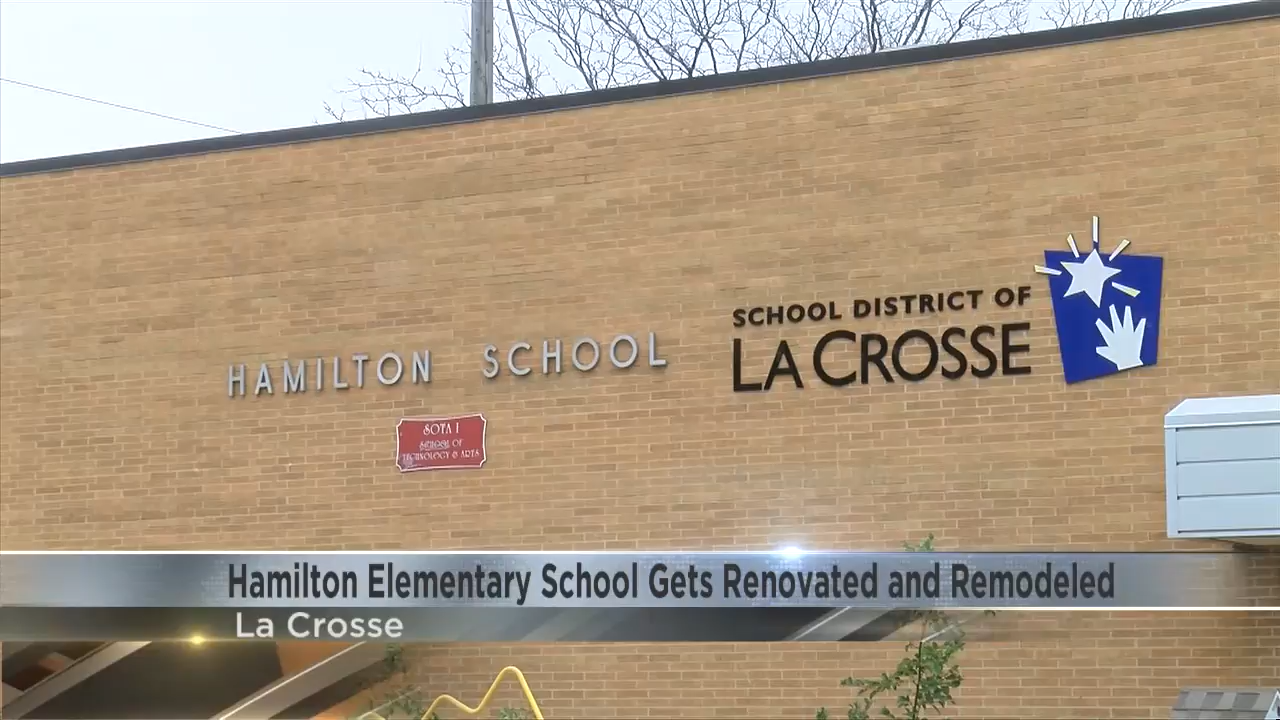 HAMILTON SCHOOL
SCHOOL DISTRICT OF
LA CROSSE
SOTA I
SCHOOL OF
TECHNOLOGY & ARTS
Hamilton Elementary School Gets Renovated and Remodeled
La Crosse